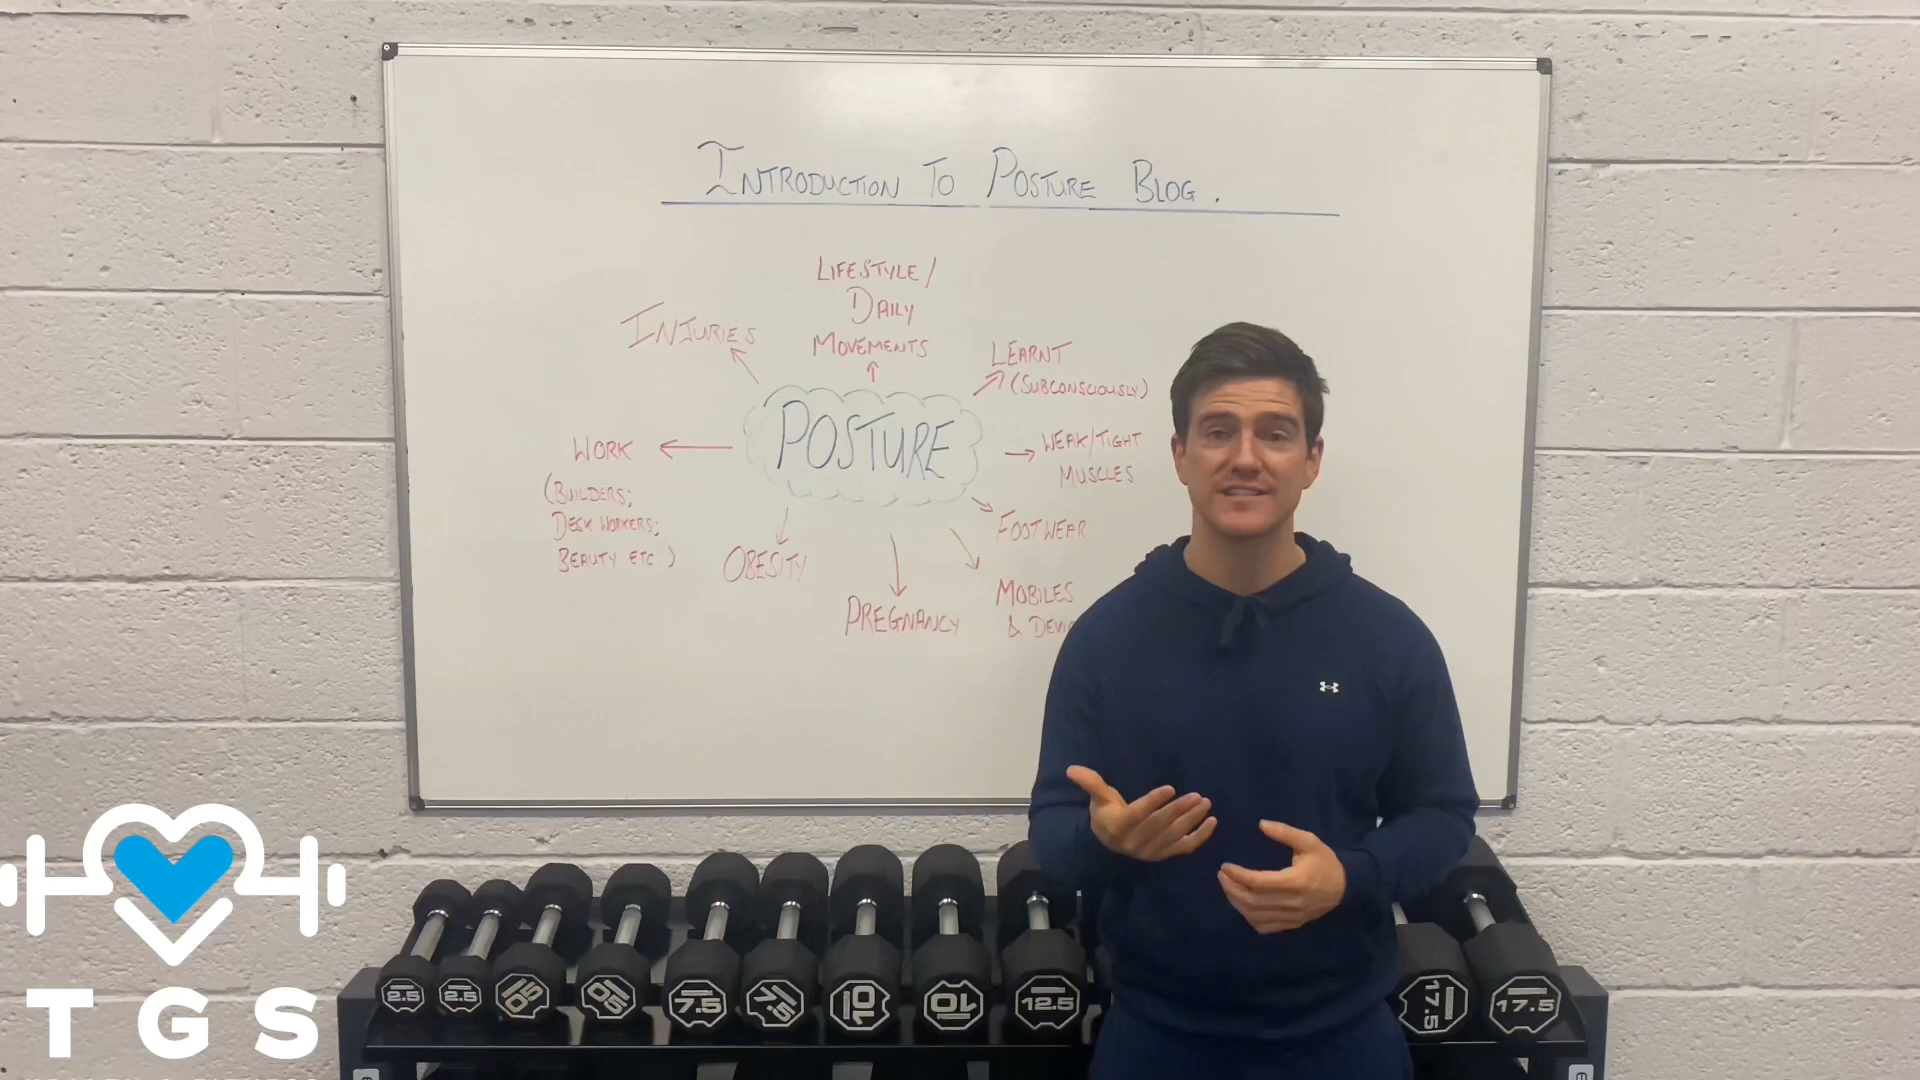 INTRODUCTION TO POSTURE BLOG.
LIFESTYLE/
DAILY
MOVEMENTS
INJURIES
LEARNT
(SUBCONSCIOUSLY)
POSTURE
WORK
(BUILDERS;
DESK WORKERS;
BEAUTY ETC)
WEAK/TIGHT
MUSCLES
FOOTWEAR
OBESITY
PREGNANCY
MOBILES
&
TGS
2.5
2.5
05
05
7.5
7.5
10
10
12.5
17.5
17.5